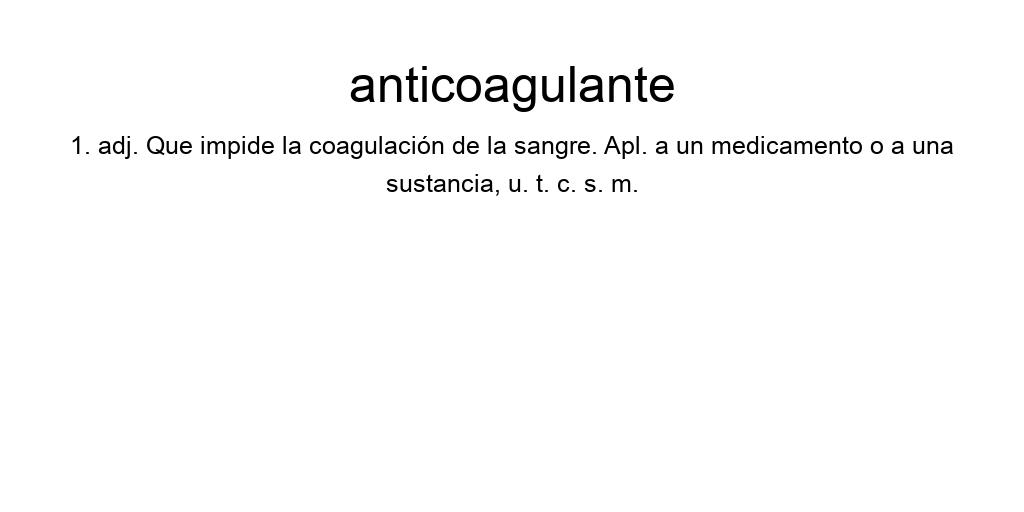 anticoagulante
1. adj. Que impide la coagulación de la sangre. Apl. a un medicamento o a una
sustancia, u. t. c. s. m.